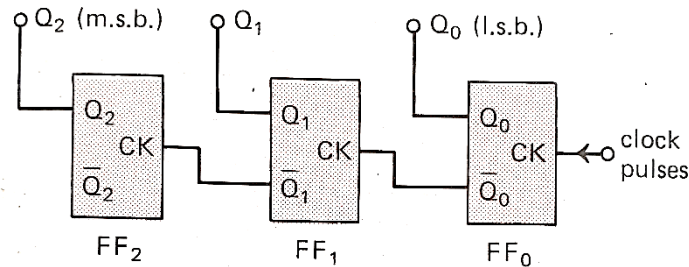 Q₂ (m.s.b.) Q₁ Q₀ (l.s.b.)
Q₂ CK Q̅₂
Q₁ CK Q̅₁
Q₀ CK Q̅₀
clock
pulses
FF₂ FF₁ FF₀